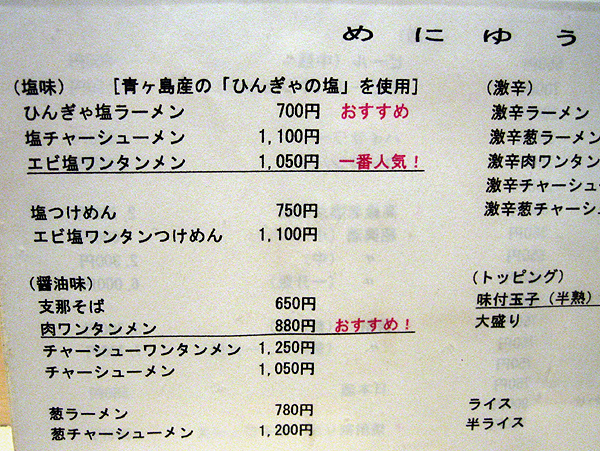 めにゅう
(塩味) [青ヶ島産の「ひんぎゃの塩」を使用]
ひんぎゃ塩ラーメン 700円 おすすめ
塩チャーシューメン 1,100円
エビ塩ワンタンメン 1,050円 一番人気!
塩つけめん 750円
エビ塩ワンタンつけめん 1,100円
(醤油味)
支那そば 650円
肉ワンタンメン 880円 おすすめ!
チャーシューワンタンメン 1,250円
チャーシューメン 1,050円
葱ラーメン 780円
葱チャーシューメン 1,200円
(激辛)
激辛ラーメン
激辛葱ラーメン
激辛肉ワンタン
激辛チャーシュー
激辛葱チャーシ
(トッピング)
味付玉子(半熟)
大盛り
ライス
半ライス